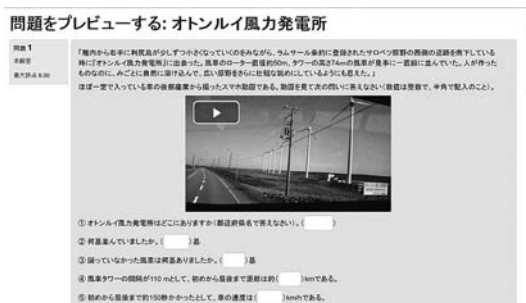 問題をプレビューする: オトンルイ風力発電所
問題 1
未解答
最大評点 6.00
「稚内から右手に利尻島が少しずつ小さくなっていくのをみながら、ラムサール条約に登録されたサロベツ原野の西側の道路を南下している
時に『オトンルイ風力発電所』に出会った。風車のローター直径約50m、タワーの高さ74mの風車が見事に一直線に並んでいた。人が作っ
たものなのに、みごとに自然に溶け込んで、広い原野をさらに壮観な眺めにしているようにも思えた。」
ほぼ一定で入っている車の後部座席から撮ったスマホ動画である。動画を見て次の問いに答えなさい(数値は整数で、半角で記入のこと)。
① オトンルイ風力発電所はどこにありますか(都道府県名で答えなさい)。( )
② 何基並んでいましたか。( )基
③ 回っていなかった風車は何基ありましたか。( )基
④ 風車タワーの間隔が110 mとして、初めから最後まで距離は約( )kmである。
⑤ 初めから最後まで約150秒かかったとして、車の速度は( )km/hである。